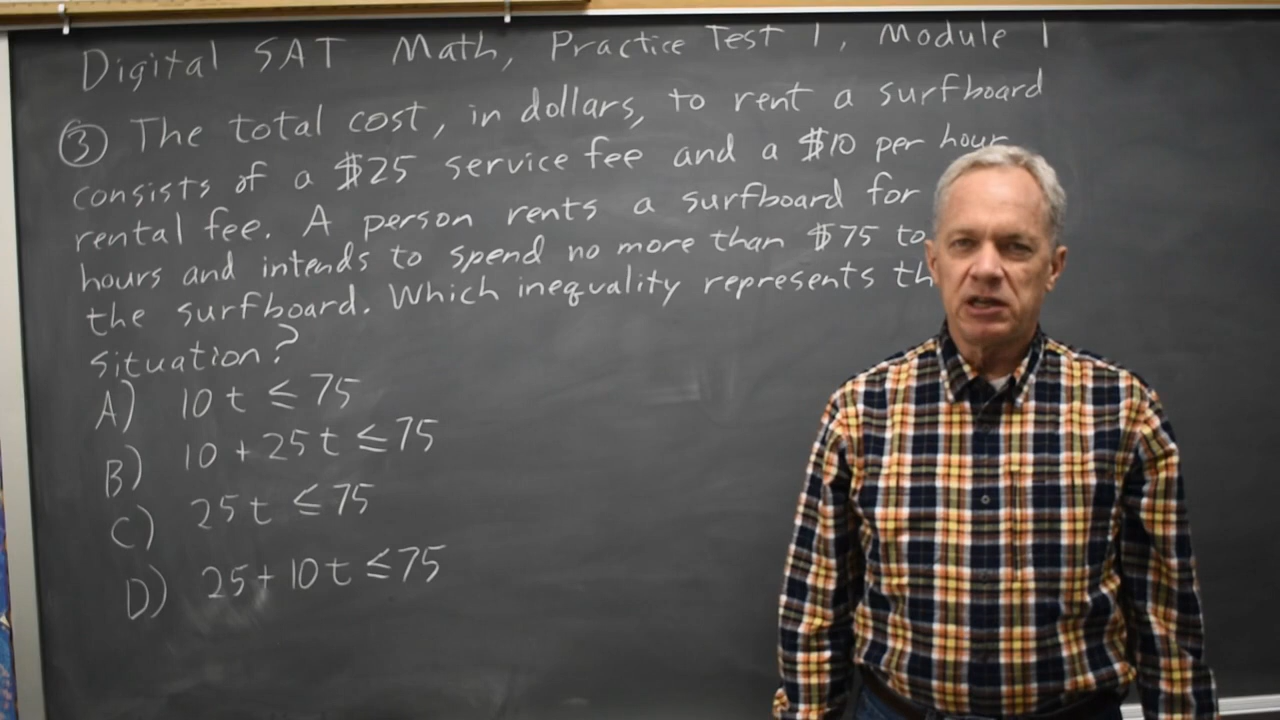 Digital SAT Math, Practice Test 1, Module 1
③ The total cost, in dollars, to rent a surfboard
consists of a $25 service fee and a $10 per hour
rental fee. A person rents a surfboard for
hours and intends to spend no more than $75 to
the surfboard. Which inequality represents
situation?
A) 10t ≤ 75
B) 10 + 25t ≤ 75
C) 25t ≤ 75
D) 25 + 10t ≤ 75